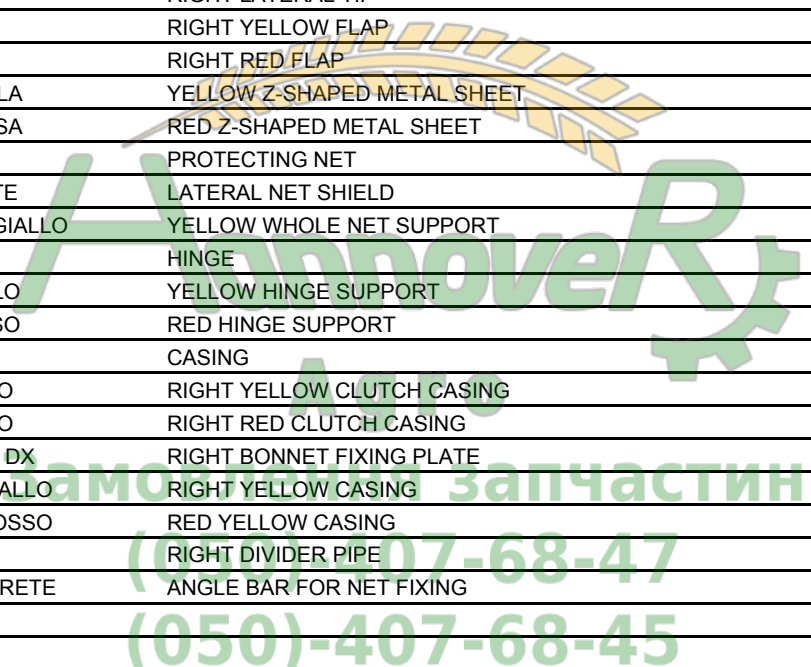 RIGHT YELLOW FLAP
RIGHT RED FLAP
LA YELLOW Z-SHAPED METAL SHEET
SA RED Z-SHAPED METAL SHEET
PROTECTING NET
TE LATERAL NET SHIELD
GIALLO YELLOW WHOLE NET SUPPORT
HINGE
LO YELLOW HINGE SUPPORT
SO RED HINGE SUPPORT
CASING
O RIGHT YELLOW CLUTCH CASING
O RIGHT RED CLUTCH CASING
DX RIGHT BONNET FIXING PLATE
ALLO RIGHT YELLOW CASING
OSSO RED YELLOW CASING
RIGHT DIVIDER PIPE
RETE ANGLE BAR FOR NET FIXING
HannoveR
Agro
Замовлення запчастин
(050)-407-68-47
(050)-407-68-45